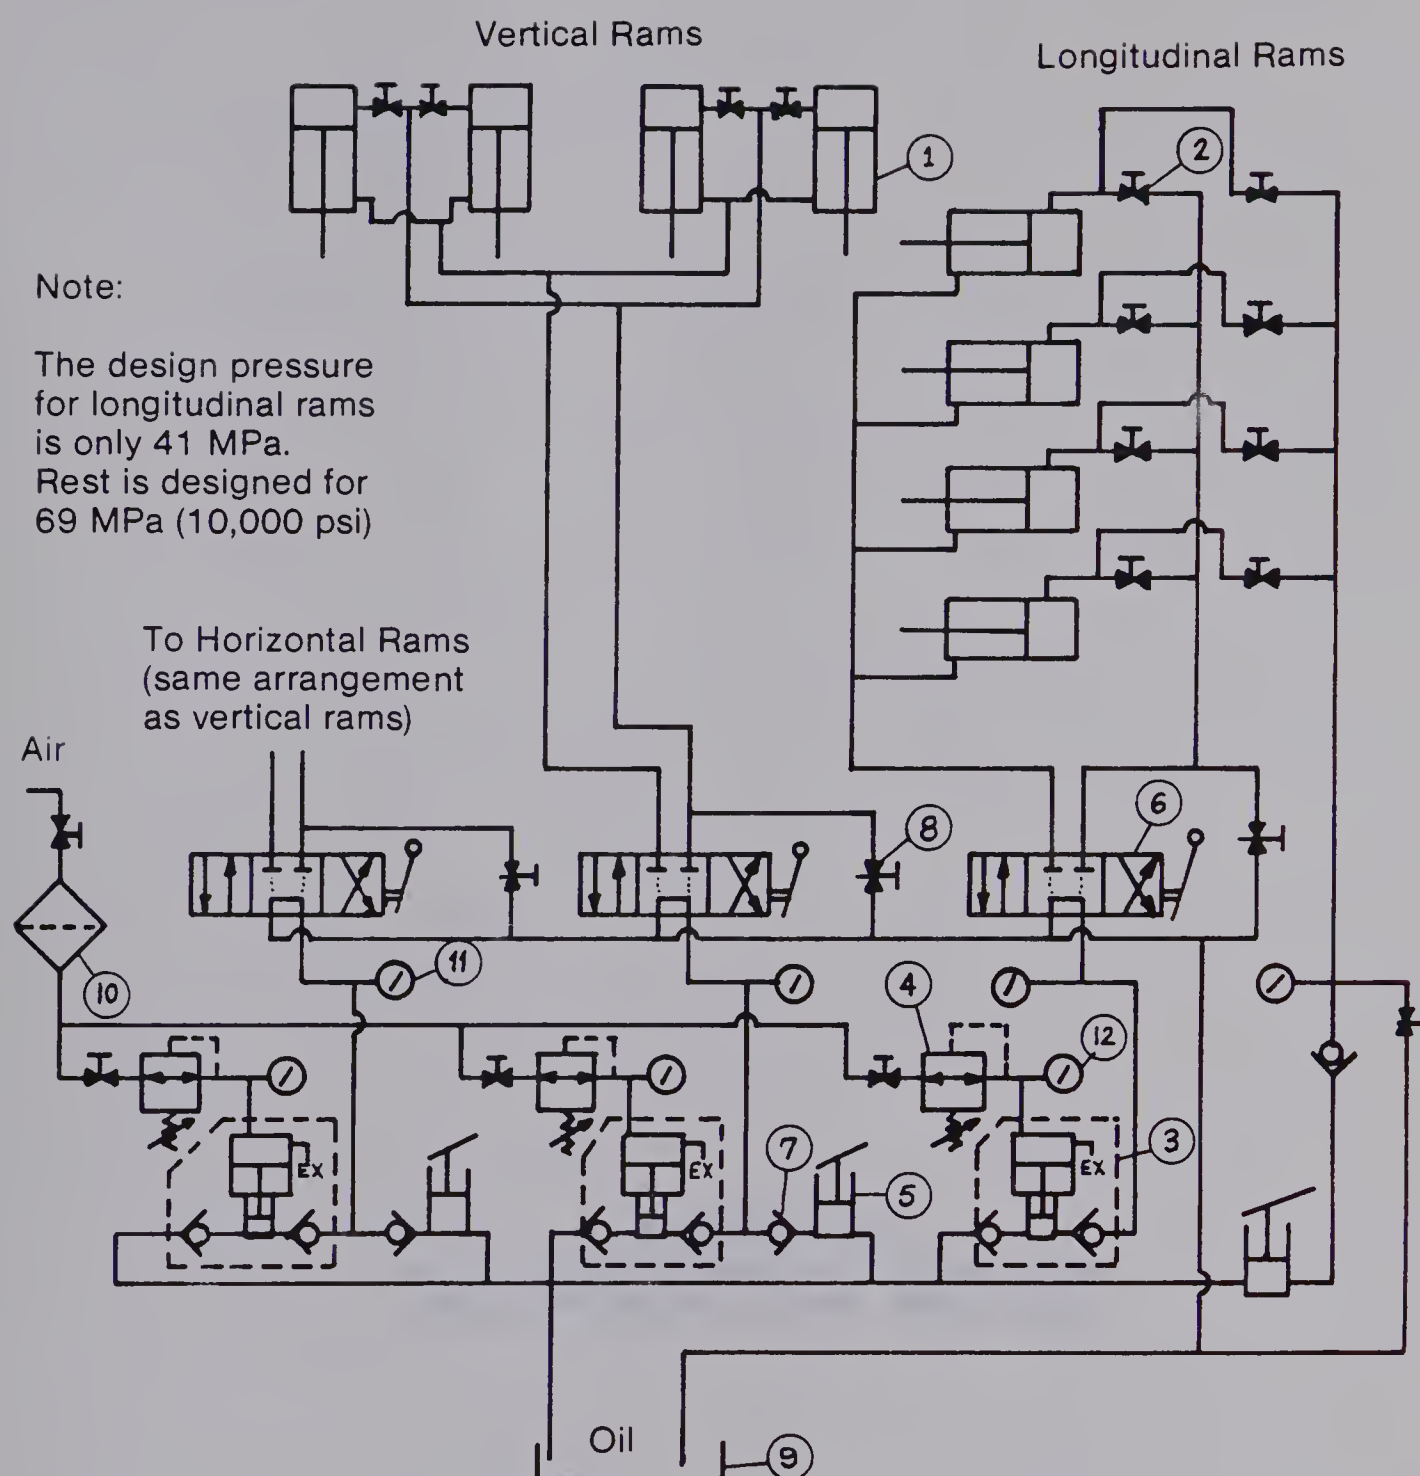 Vertical Rams
Longitudinal Rams
1
2
Note:
The design pressure
for longitudinal rams
is only 41 MPa.
Rest is designed for
69 MPa (10,000 psi)
To Horizontal Rams
(same arrangement
as vertical rams)
Air
6
8
11
10
4
12
3
7
5
EX
EX
EX
Oil
9